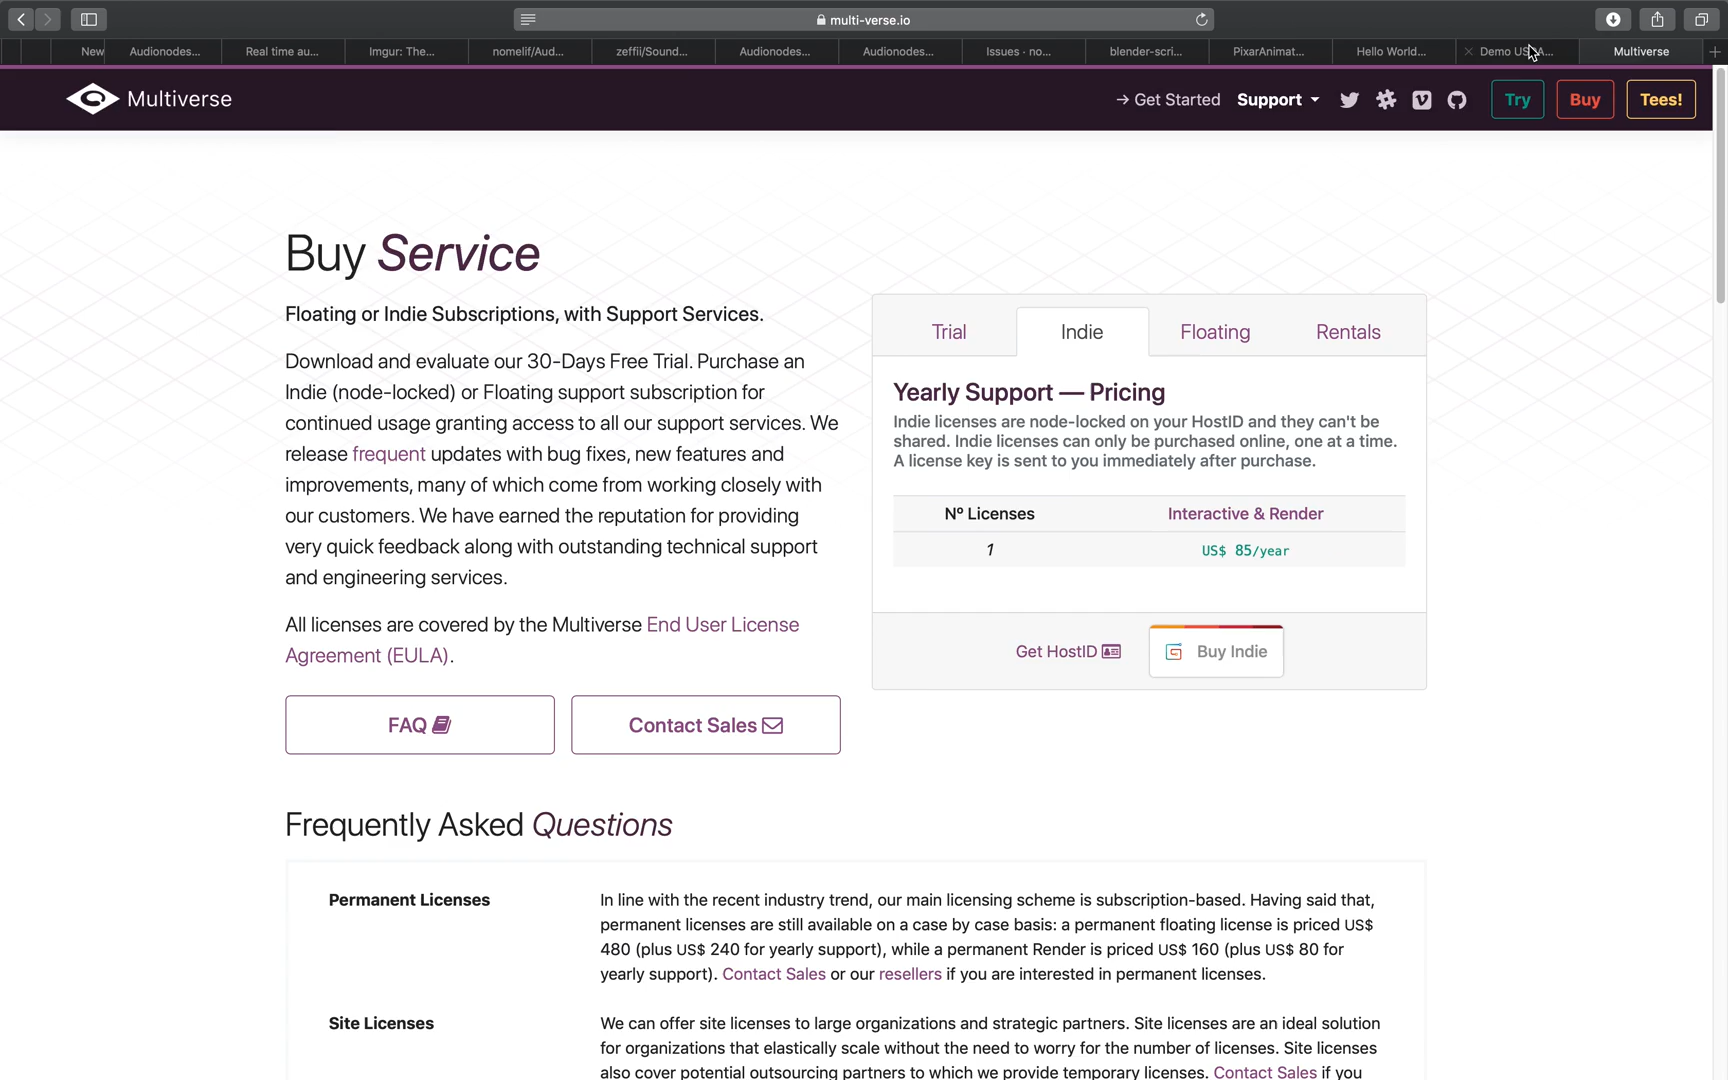 multi-verse.io
New
Audionodes...
Real time au...
Imgur: The...
nomelif/Aud...
zeffii/Sound...
Audionodes...
Audionodes...
Issues · no...
blender-scri...
PixarAnimat...
Hello World...
Multiverse
Multiverse
→ Get Started
Support
Try
Buy
Tees!
Buy Service
Floating or Indie Subscriptions, with Support Services.
Download and evaluate our 30-Days Free Trial. Purchase an
Indie (node-locked) or Floating support subscription for
continued usage granting access to all our support services. We
release frequent updates with bug fixes, new features and
improvements, many of which come from working closely with
our customers. We have earned the reputation for providing
very quick feedback along with outstanding technical support
and engineering services.
All licenses are covered by the Multiverse End User License
Agreement (EULA).
FAQ
Contact Sales
Trial
Indie
Floating
Rentals
Yearly Support — Pricing
Indie licenses are node-locked on your HostID and they can't be
shared. Indie licenses can only be purchased online, one at a time.
A license key is sent to you immediately after purchase.
Nº Licenses
Interactive & Render
1
US$ 85/year
Get HostID
Buy Indie
Frequently Asked Questions
Permanent Licenses
In line with the recent industry trend, our main licensing scheme is subscription-based. Having said that,
permanent licenses are still available on a case by case basis: a permanent floating license is priced US$
480 (plus US$ 240 for yearly support), while a permanent Render is priced US$ 160 (plus US$ 80 for
yearly support). Contact Sales or our resellers if you are interested in permanent licenses.
Site Licenses
We can offer site licenses to large organizations and strategic partners. Site licenses are an ideal solution
for organizations that elastically scale without the need to worry for the number of licenses. Site licenses
also cover potential outsourcing partners to which we provide temporary licenses. Contact Sales if you